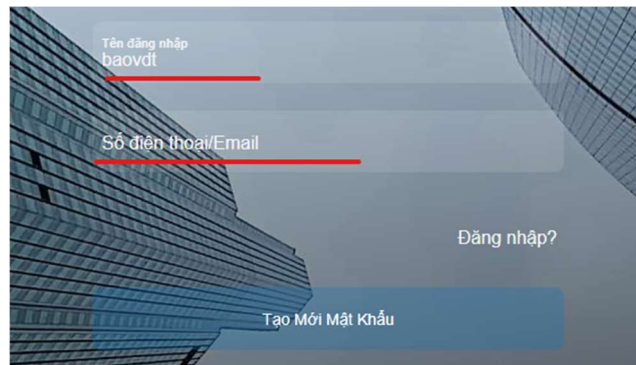 Tên đăng nhập
baovdt
Số điện thoại/Email
Đăng nhập?
Tạo Mới Mật Khẩu